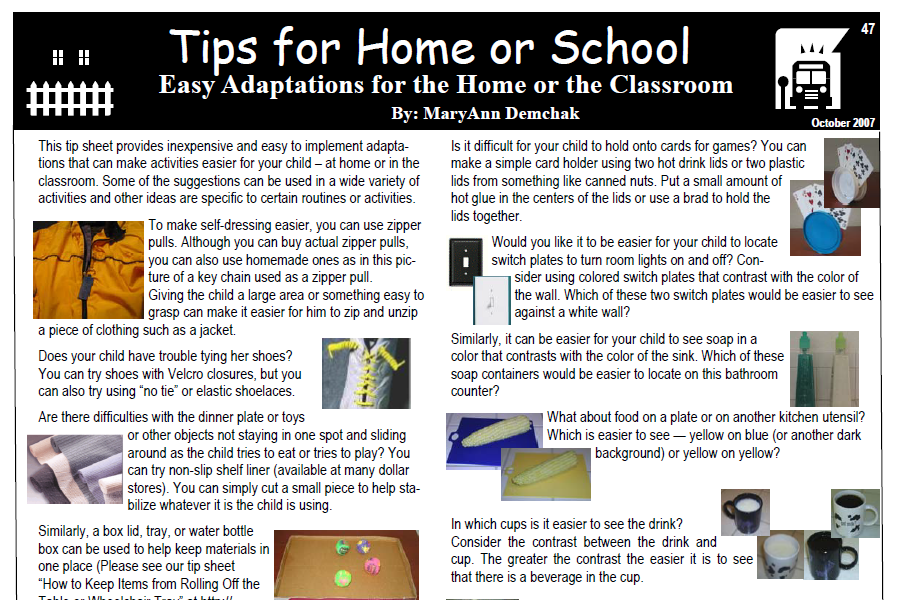 47
Tips for Home or School
Easy Adaptations for the Home or the Classroom
By: MaryAnn Demchak
October 2007
This tip sheet provides inexpensive and easy to implement adapta-
tions that can make activities easier for your child – at home or in the
classroom. Some of the suggestions can be used in a wide variety of
activities and other ideas are specific to certain routines or activities.
To make self-dressing easier, you can use zipper
pulls. Although you can buy actual zipper pulls,
you can also use homemade ones as in this pic-
ture of a key chain used as a zipper pull.
Giving the child a large area or something easy to
grasp can make it easier for him to zip and unzip
a piece of clothing such as a jacket.
Does your child have trouble tying her shoes?
You can try shoes with Velcro closures, but you
can also try using “no tie” or elastic shoelaces.
Are there difficulties with the dinner plate or toys
or other objects not staying in one spot and sliding
around as the child tries to eat or tries to play? You
can try non-slip shelf liner (available at many dollar
stores). You can simply cut a small piece to help sta-
bilize whatever it is the child is using.
Similarly, a box lid, tray, or water bottle
box can be used to help keep materials in
one place (Please see our tip sheet
“How to Keep Items from Rolling Off the
Table or Wheelchair Tray” at http://
Is it difficult for your child to hold onto cards for games? You can
make a simple card holder using two hot drink lids or two plastic
lids from something like canned nuts. Put a small amount of
hot glue in the centers of the lids or use a brad to hold the
lids together.
Would you like it to be easier for your child to locate
switch plates to turn room lights on and off? Con-
sider using colored switch plates that contrast with the color of
the wall. Which of these two switch plates would be easier to see
against a white wall?
Similarly, it can be easier for your child to see soap in a
color that contrasts with the color of the sink. Which of these
soap containers would be easier to locate on this bathroom
counter?
What about food on a plate or on another kitchen utensil?
Which is easier to see — yellow on blue (or another dark
background) or yellow on yellow?
In which cups is it easier to see the drink?
Consider the contrast between the drink and
cup. The greater the contrast the easier it is to see
that there is a beverage in the cup.